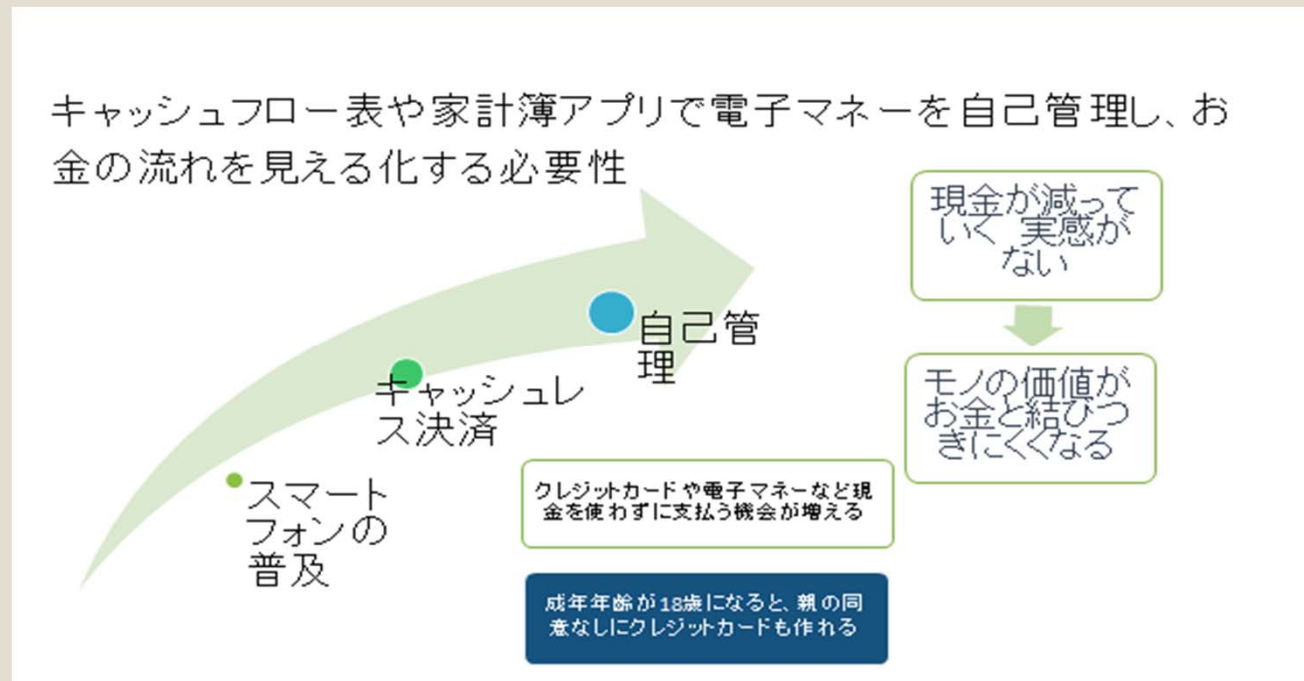 キャッシュフロー表や家計簿アプリで電子マネーを自己管理し、お
金の流れを見える化する必要性
スマート
フォンの
普及
キャッシュレ
ス決済
自己管
理
現金が減って
いく 実感が
ない
モノの価値が
お金と結びつ
きにくくなる
クレジットカードや電子マネーなど現
金を使わずに支払う機会が増える
成年年齢が18歳になると、親の同
意なしにクレジットカードも作れる